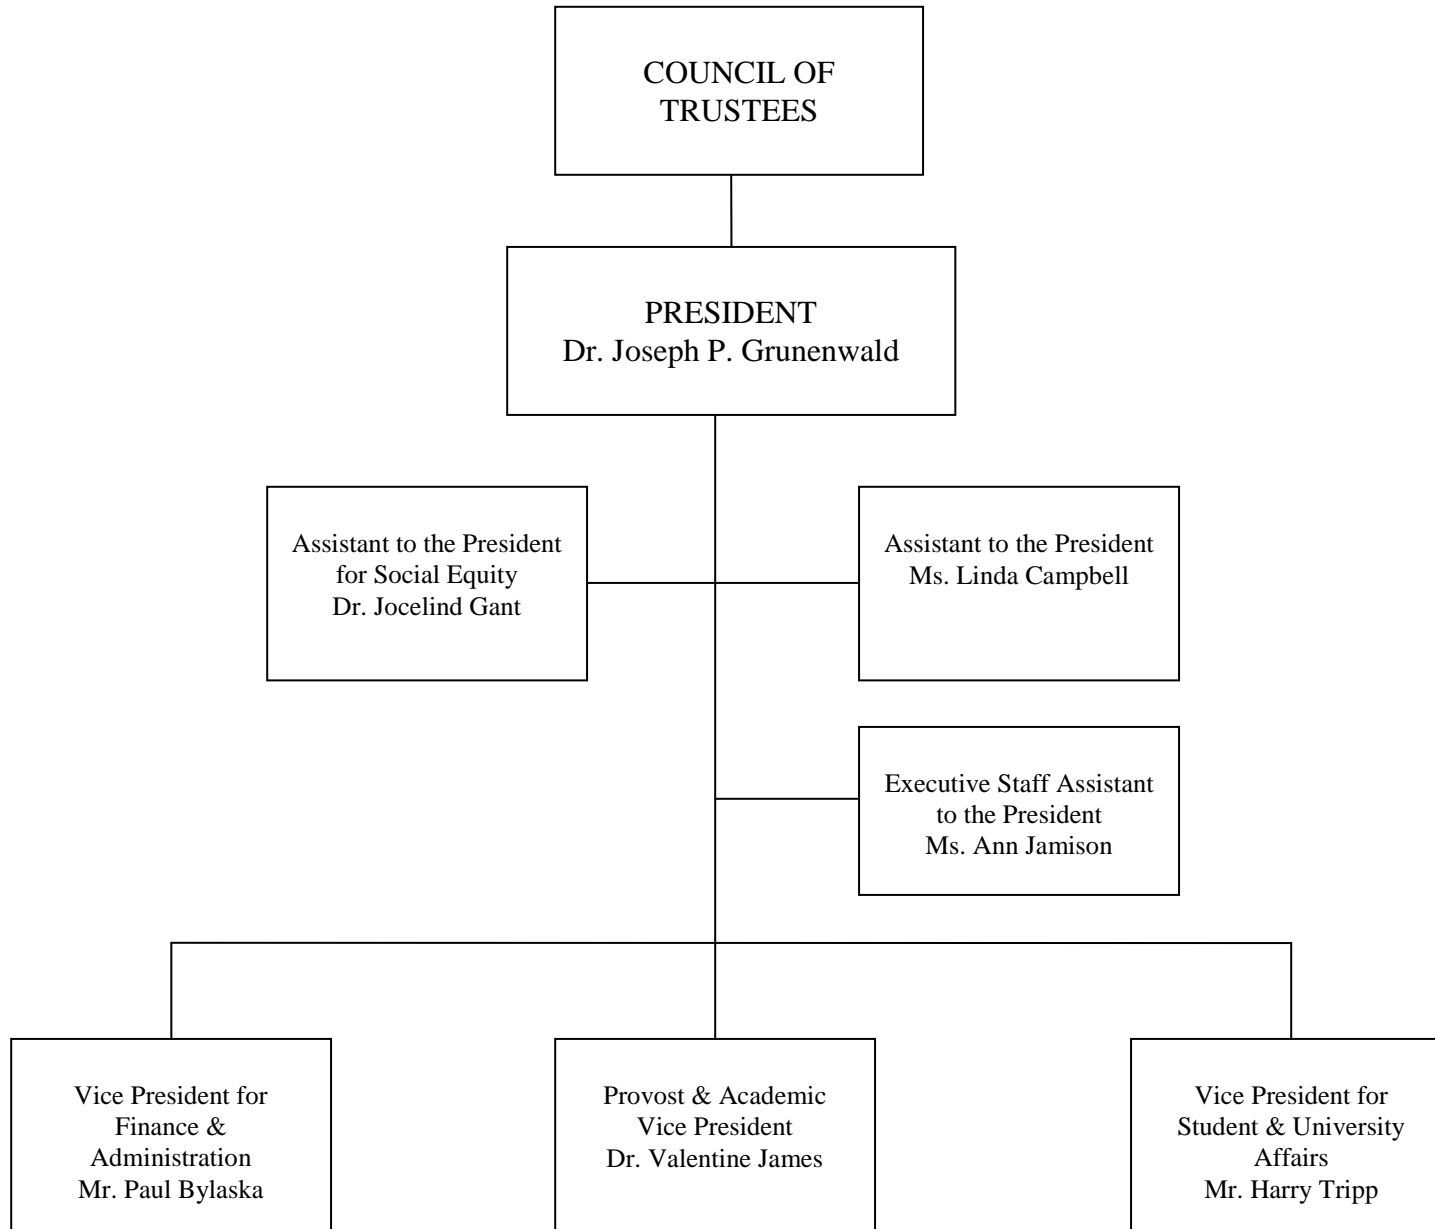 COUNCIL OF
TRUSTEES
PRESIDENT
Dr. Joseph P. Grunenwald
Assistant to the President
for Social Equity
Dr. Jocelind Gant
Assistant to the President
Ms. Linda Campbell
Executive Staff Assistant
to the President
Ms. Ann Jamison
Vice President for
Finance &
Administration
Mr. Paul Bylaska
Provost & Academic
Vice President
Dr. Valentine James
Vice President for
Student & University
Affairs
Mr. Harry Tripp